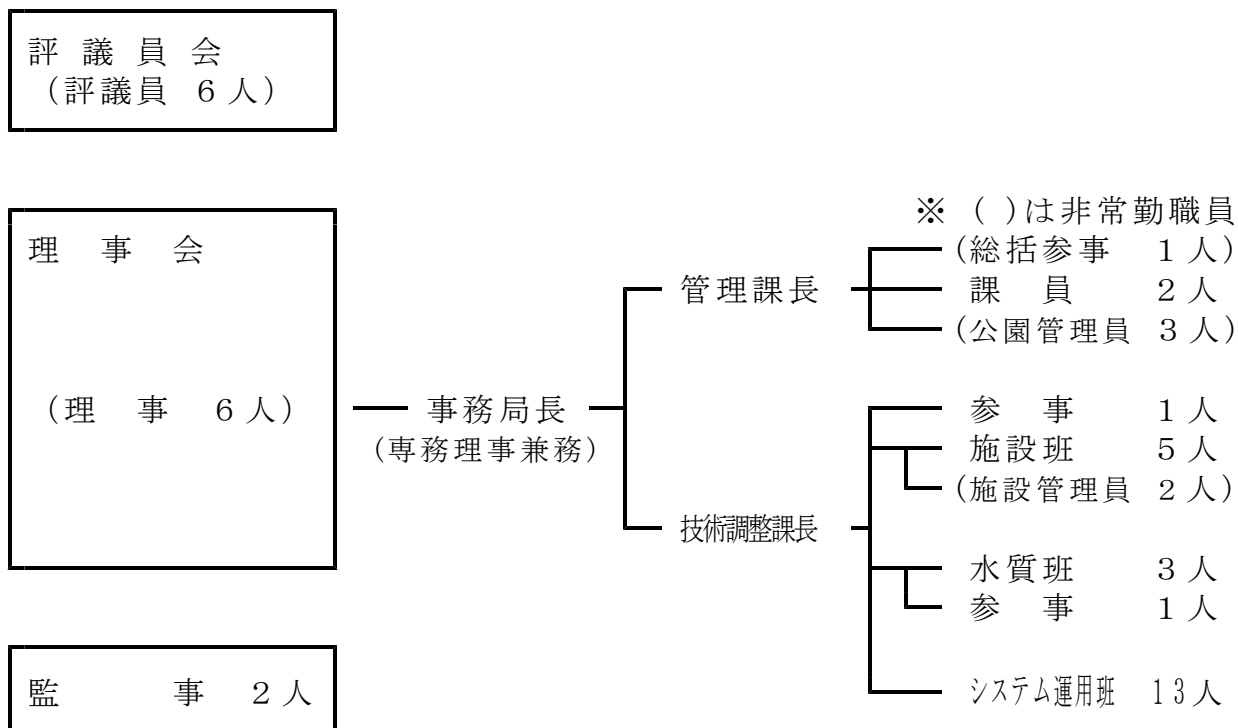 評 議 員 会
(評議員 6人)
※ ( )は非常勤職員
理 事 会
(理 事 6人)
事務局長
(専務理事兼務)
管理課長
(総括参事 1人)
課 員 2人
(公園管理員 3人)
技術調整課長
参 事 1人
施設班 5人
(施設管理員 2人)
水質班 3人
参 事 1人
システム運用班 13人
監 事 2人